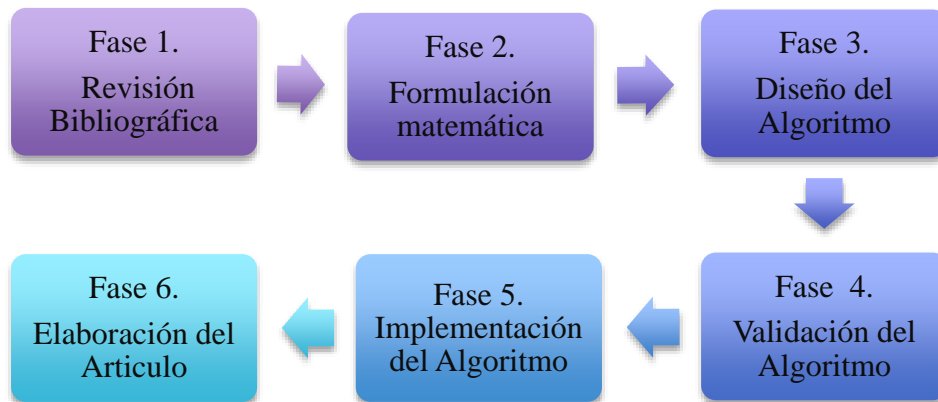 Fase 1.
Revisión
Bibliográfica
Fase 2.
Formulación
matemática
Fase 3.
Diseño del
Algoritmo
Fase 4.
Validación del
Algoritmo
Fase 5.
Implementación
del Algoritmo
Fase 6.
Elaboración del
Articulo